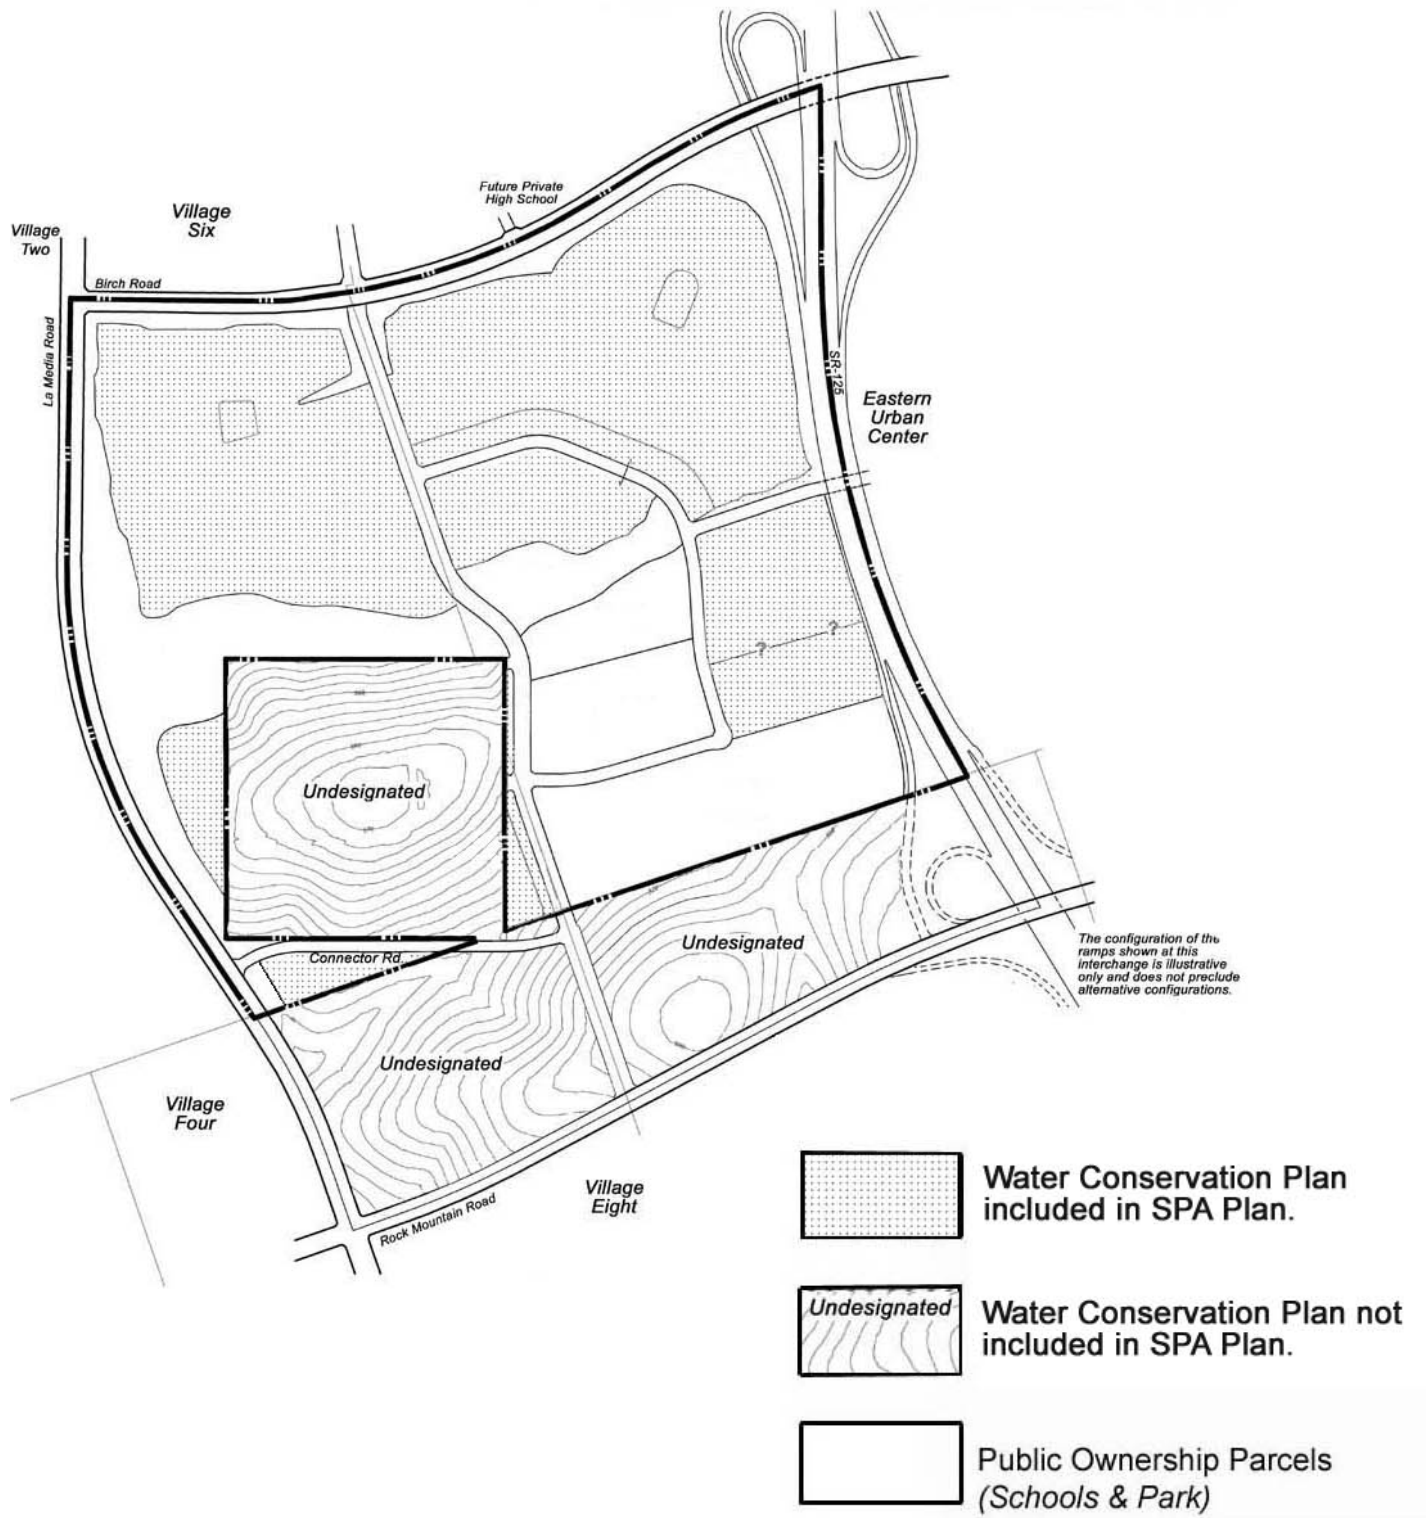 Future Private
High School
Village
Six
Village
Two
Birch Road
La Media Road
SR-125
Eastern
Urban
Center
?
?
Undesignated
Undesignated
Connector Rd.
The configuration of the
ramps shown at this
interchange is illustrative
only and does not preclude
alternative configurations.
Undesignated
Village
Four
Village
Eight
Rock Mountain Road
Water Conservation Plan
included in SPA Plan.
Undesignated
Water Conservation Plan not
included in SPA Plan.
Public Ownership Parcels
(Schools & Park)